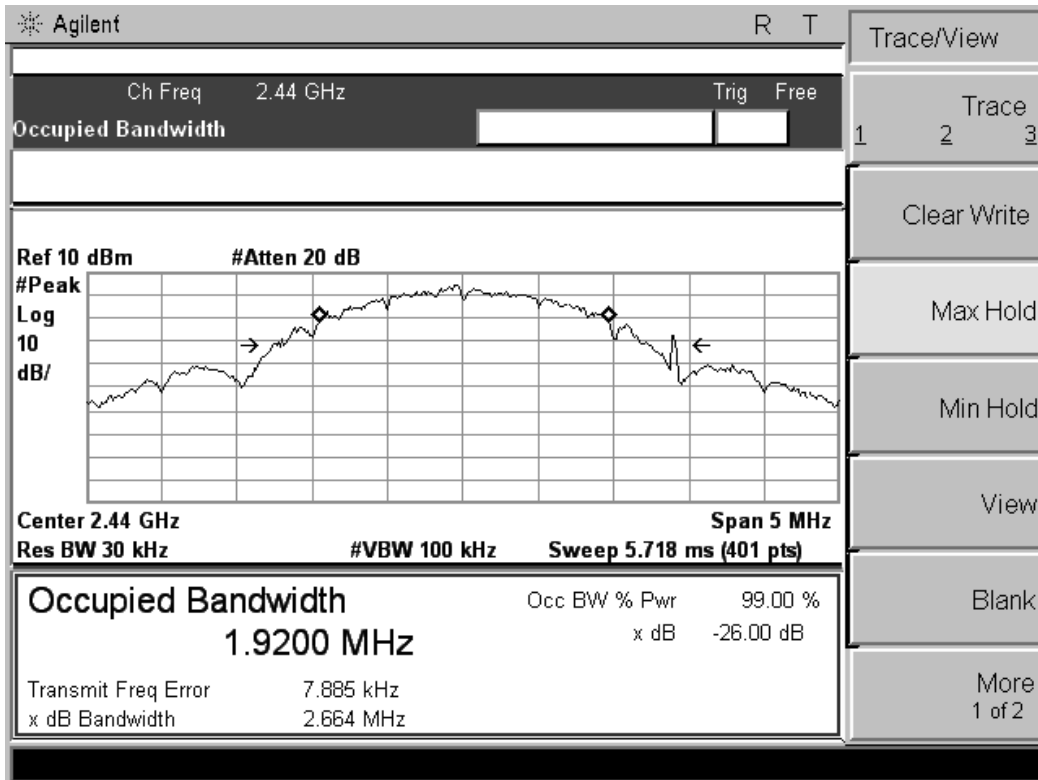 Agilent R T
Ch Freq 2.44 GHz Trig Free
Occupied Bandwidth
Ref 10 dBm #Atten 20 dB
#Peak
Log
10
dB/
Center 2.44 GHz Span 5 MHz
Res BW 30 kHz #VBW 100 kHz Sweep 5.718 ms (401 pts)
Occupied Bandwidth
1.9200 MHz
Occ BW % Pwr 99.00 %
x dB -26.00 dB
Transmit Freq Error 7.885 kHz
x dB Bandwidth 2.664 MHz
Trace/View
Trace
1 2 3
Clear Write
Max Hold
Min Hold
View
Blank
More
1 of 2